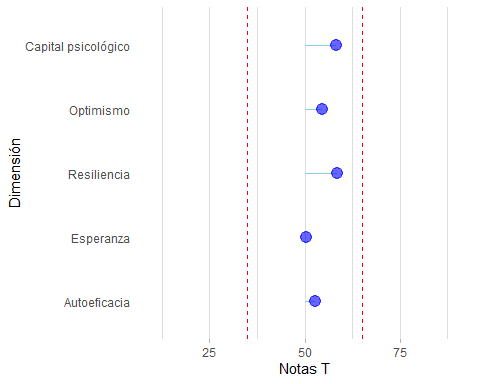 Capital psicológico
Optimismo
Resiliencia
Esperanza
Autoeficacia
Dimensión
25
50
75
Notas T